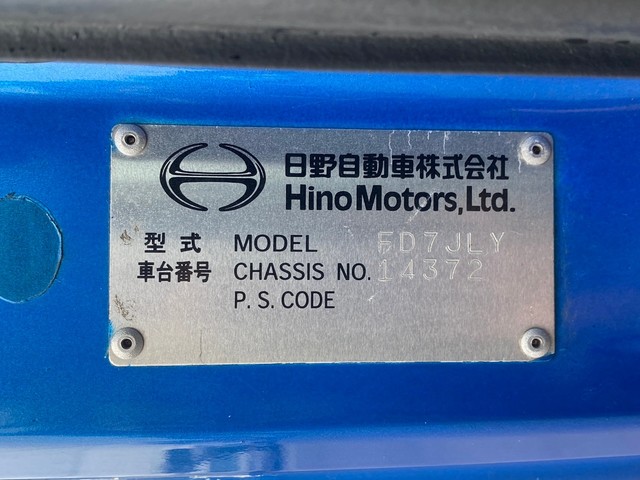 日野自動車株式会社
Hino Motors, Ltd.
型式 MODEL FD7JLY
車台番号 CHASSIS NO. 14372
P. S. CODE